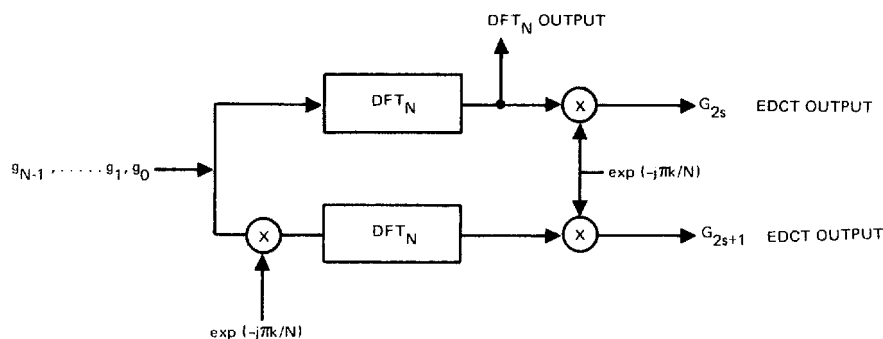 DFT_N OUTPUT
DFT_N
X
G_2s EDCT OUTPUT
g_N-1, . . . . . g_1, g_0
exp (-jπk/N)
X
DFT_N
X
G_2s+1 EDCT OUTPUT
exp (-jπk/N)